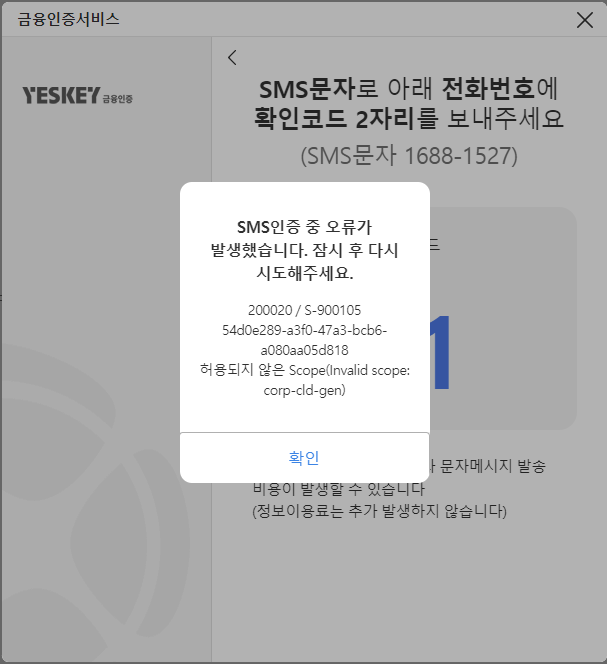 금융인증서비스
YESKEY 금융인증
SMS문자로 아래 전화번호에
확인코드 2자리를 보내주세요
(SMS문자 1688-1527)
드
1
SMS인증 중 오류가
발생했습니다. 잠시 후 다시
시도해주세요.
200020 / S-900105
54d0e289-a3f0-47a3-bcb6-
a080aa05d818
허용되지 않은 Scope(Invalid scope:
corp-cld-gen)
확인
문자메시지 발송
비용이 발생할 수 있습니다
(정보이용료는 추가 발생하지 않습니다)